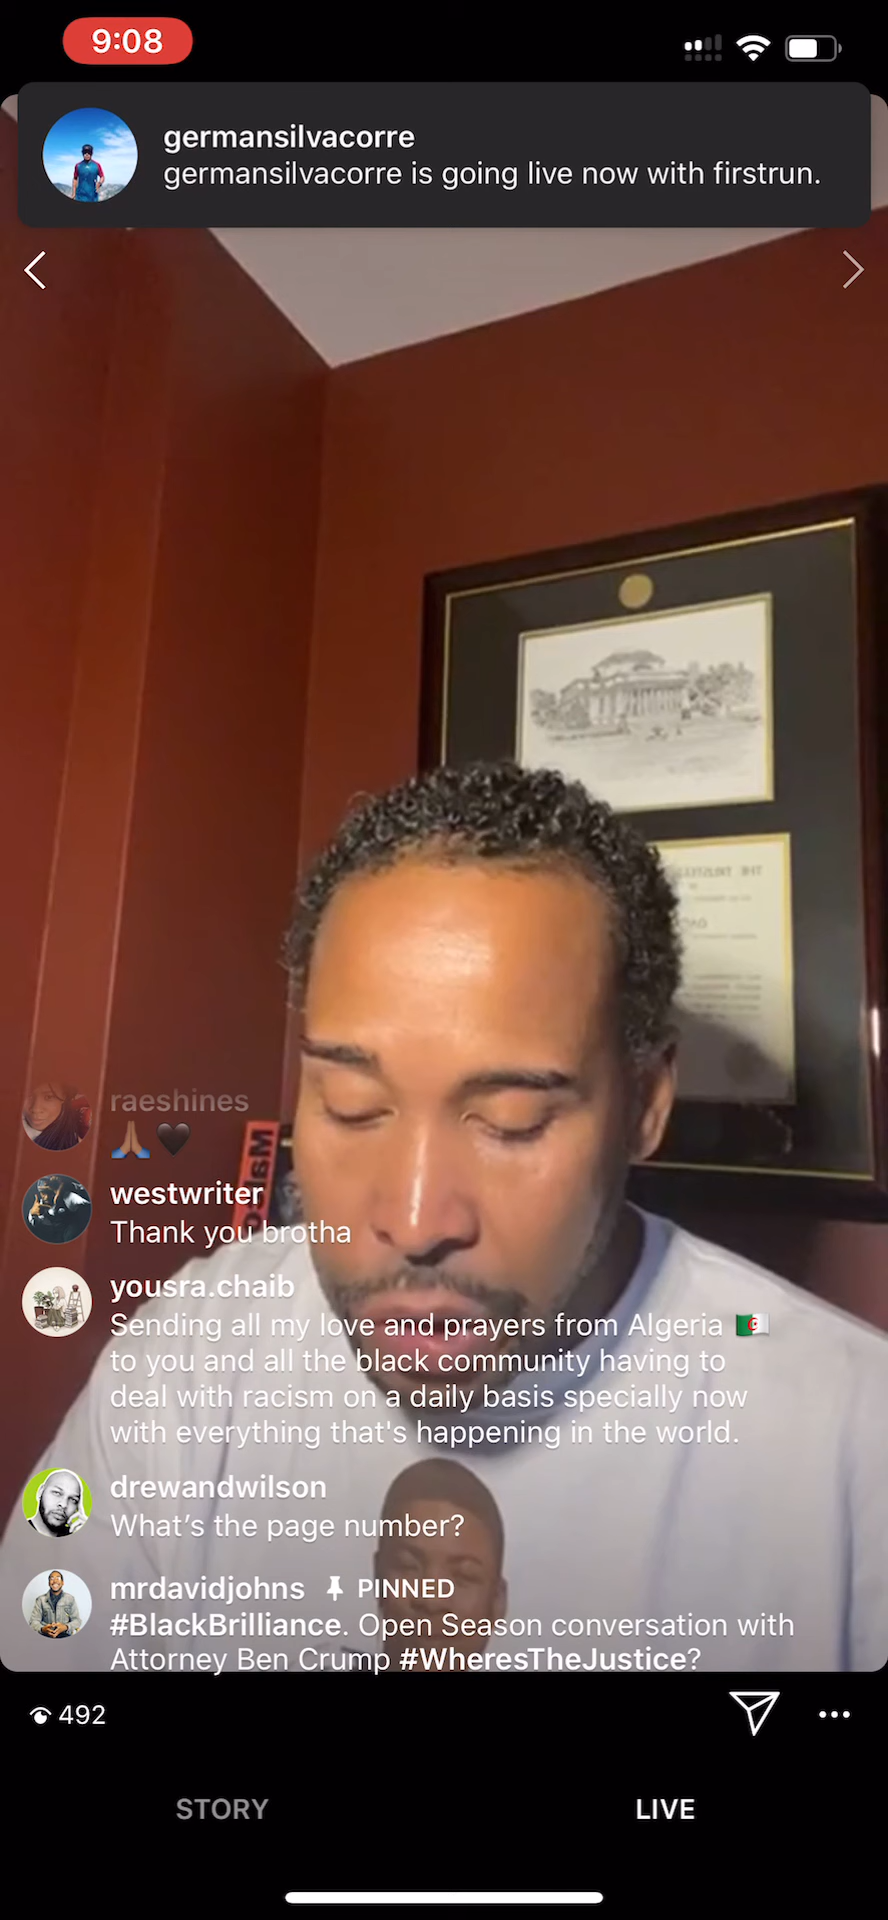 9:08
germansilvacorre
germansilvacorre is going live now with firstrun.
THE TRUSTEES
raeshines
🙏🏽🖤
westwriter
Thank you brotha
yousra.chaib
Sending all my love and prayers from Algeria 🇩🇿
to you and all the black community having to
deal with racism on a daily basis specially now
with everything that's happening in the world.
drewandwilson
What’s the page number?
mrdavidjohns 📌 PINNED
#BlackBrilliance. Open Season conversation with
Attorney Ben Crump #WheresTheJustice?
492
STORY LIVE